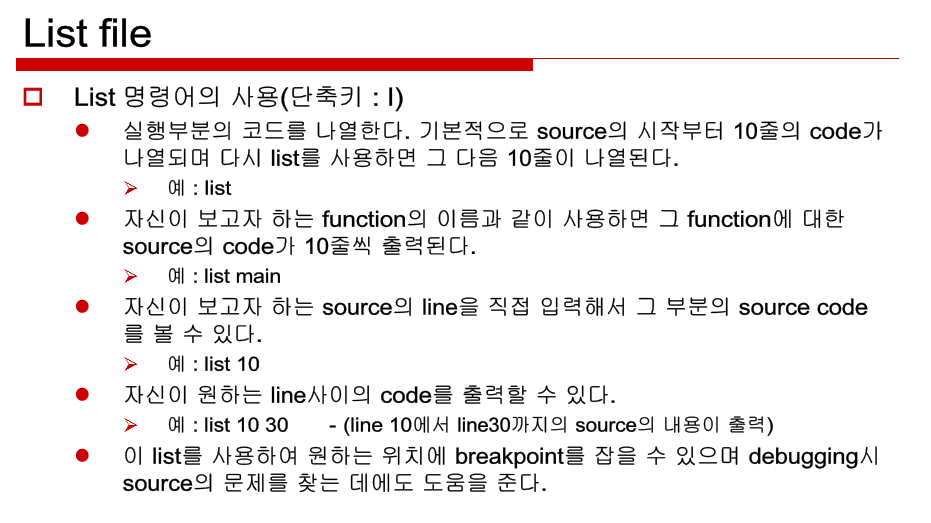 List file
List 명령어의 사용(단축키 : l)
실행부분의 코드를 나열한다. 기본적으로 source의 시작부터 10줄의 code가
나열되며 다시 list를 사용하면 그 다음 10줄이 나열된다.
예 : list
자신이 보고자 하는 function의 이름과 같이 사용하면 그 function에 대한
source의 code가 10줄씩 출력된다.
예 : list main
자신이 보고자 하는 source의 line을 직접 입력해서 그 부분의 source code
를 볼 수 있다.
예 : list 10
자신이 원하는 line사이의 code를 출력할 수 있다.
예 : list 10 30 - (line 10에서 line30까지의 source의 내용이 출력)
이 list를 사용하여 원하는 위치에 breakpoint를 잡을 수 있으며 debugging시
source의 문제를 찾는 데에도 도움을 준다.